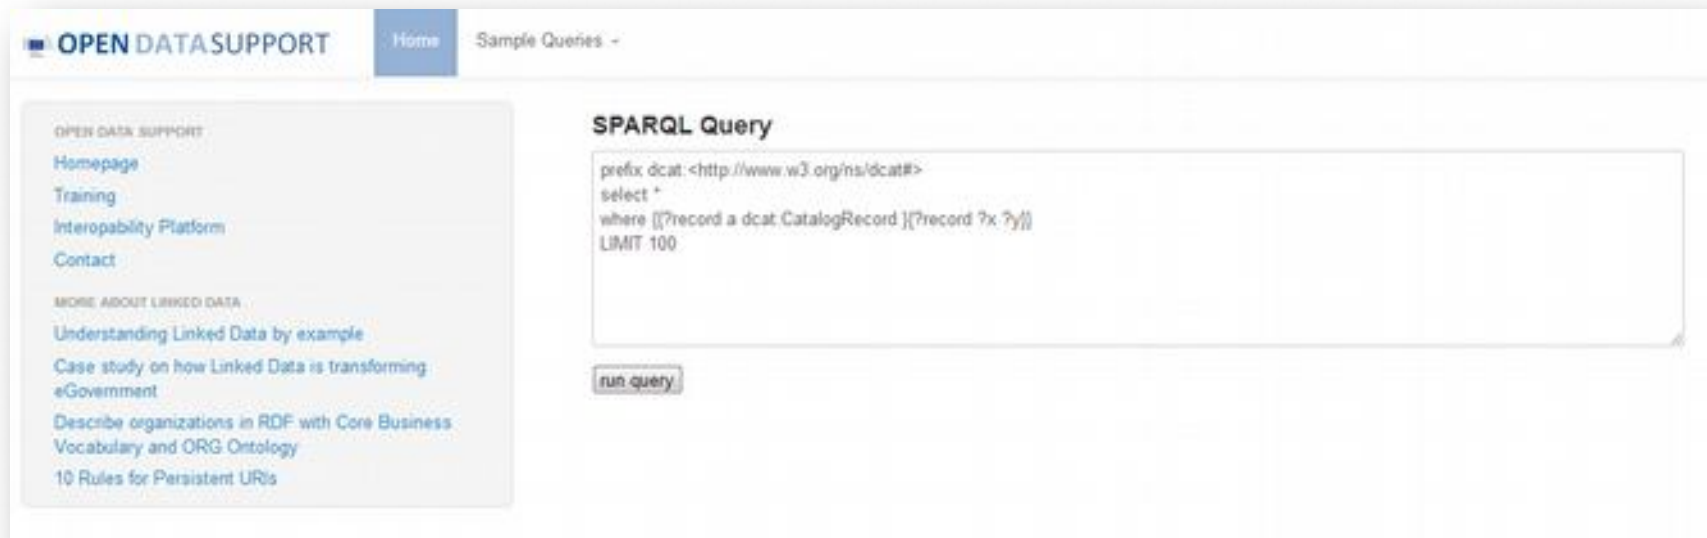 OPEN DATASUPPORT
Home
Sample Queries
OPEN DATA SUPPORT
Homepage
Training
Interopability Platform
Contact
MORE ABOUT LINKED DATA
Understanding Linked Data by example
Case study on how Linked Data is transforming
eGovernment
Describe organizations in RDF with Core Business
Vocabulary and ORG Ontology
10 Rules for Persistent URIs
SPARQL Query
prefix dcat:<http://www.w3.org/ns/dcat#>
select *
where {{?record a dcat:CatalogRecord }{?record ?x ?y}}
LIMIT 100
run query